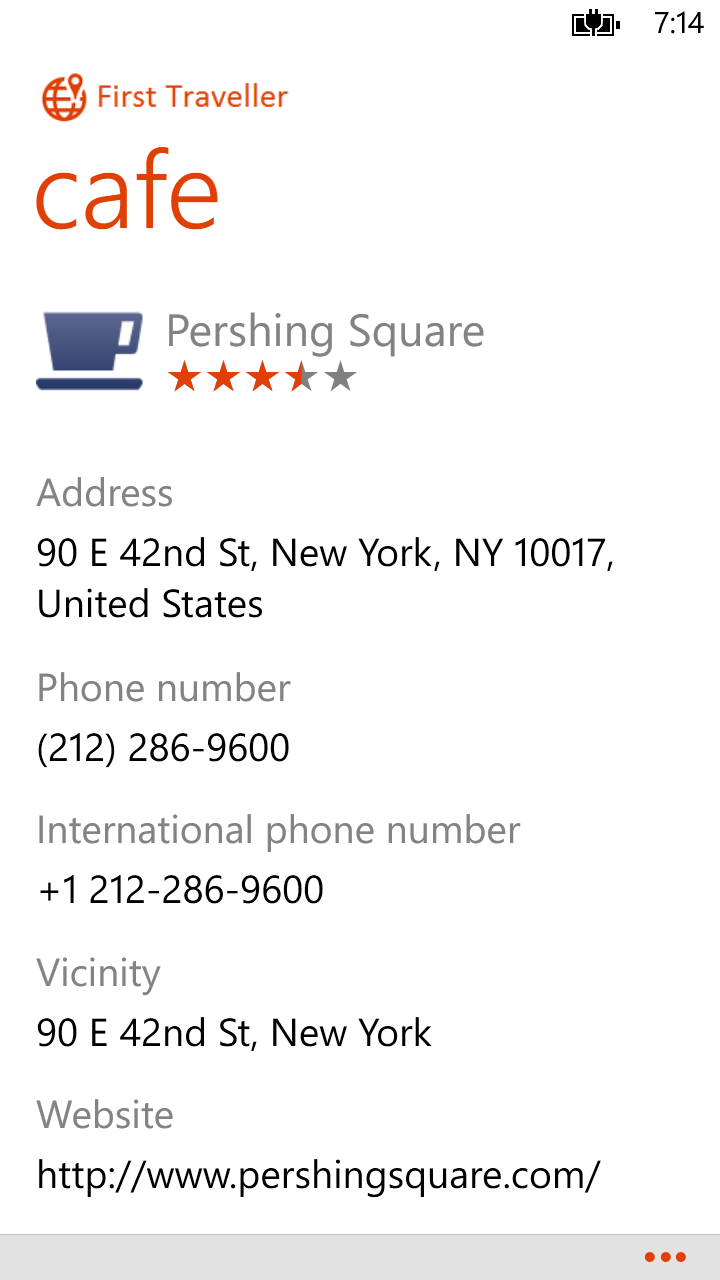 7:14
First Traveller
cafe
Pershing Square
Address
90 E 42nd St, New York, NY 10017,
United States
Phone number
(212) 286-9600
International phone number
+1 212-286-9600
Vicinity
90 E 42nd St, New York
Website
http://www.pershingsquare.com/